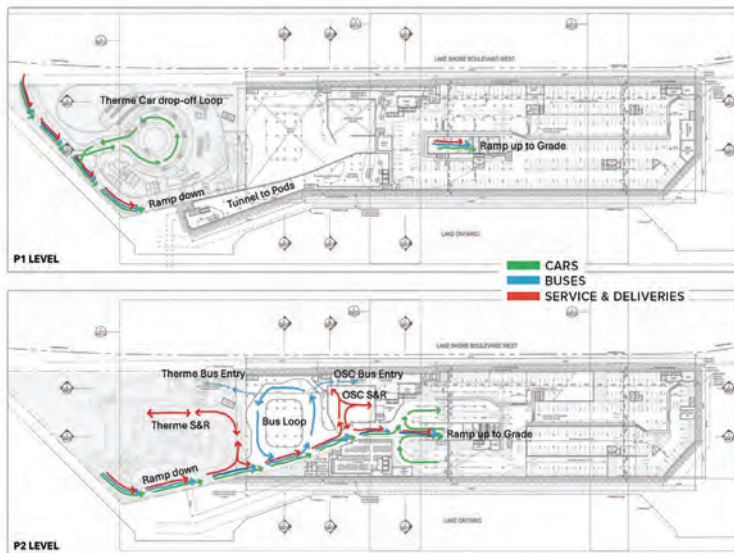 LAKE SHORE BOULEVARD WEST
Therme Car drop-off Loop
Ramp up to Grade
Ramp down
Tunnel to Pods
LAKE ONTARIO
P1 LEVEL
CARS
BUSES
SERVICE & DELIVERIES
LAKE SHORE BOULEVARD WEST
Therme Bus Entry
OSC Bus Entry
OSC S&R
Therme S&R
Bus Loop
Ramp up to Grade
Ramp down
LAKE ONTARIO
P2 LEVEL